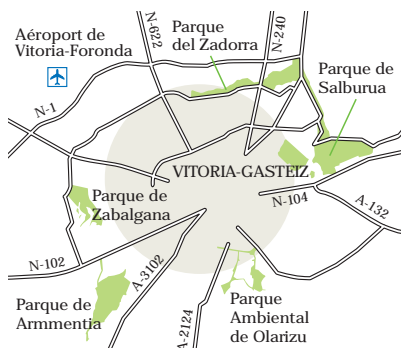 Aéroport de
Vitoria-Foronda
N-622
Parque
del Zadorra
N-240
Parque de
Salburua
N-1
VITORIA-GASTEIZ
Parque de
Zabalgana
N-104
A-132
N-102
A-3102
Parque de
Armmentia
A-2124
Parque
Ambiental
de Olarizu